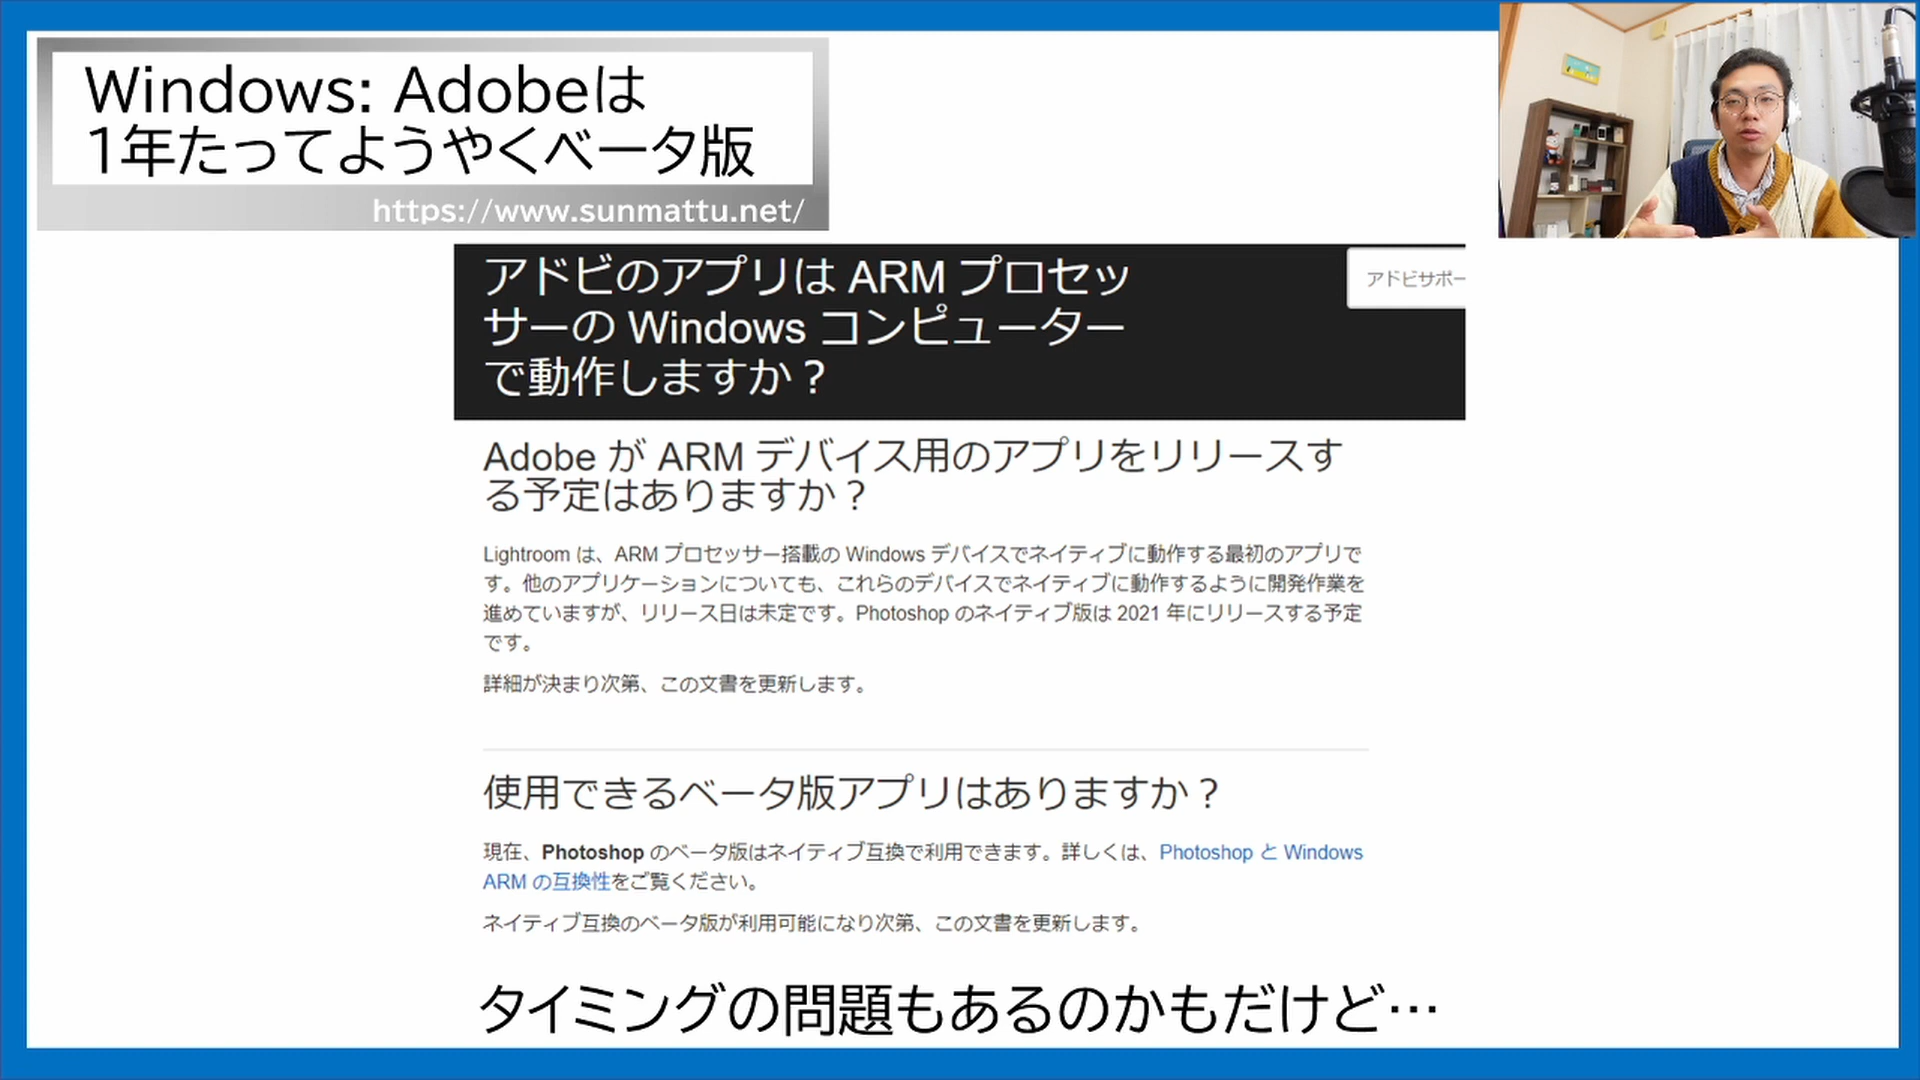 Windows: Adobeは
1年たってようやくベータ版
https://www.sunmattu.net/
アドビのアプリは ARM プロセッ
サーの Windows コンピューター
で動作しますか？
アドビサポー
Adobe が ARM デバイス用のアプリをリリースす
る予定はありますか？
Lightroom は、ARM プロセッサー搭載の Windows デバイスでネイティブに動作する最初のアプリで
す。他のアプリケーションについても、これらのデバイスでネイティブに動作するように開発作業を
進めていますが、リリース日は未定です。Photoshop のネイティブ版は 2021 年にリリースする予定
です。
詳細が決まり次第、この文書を更新します。
使用できるベータ版アプリはありますか？
現在、Photoshop のベータ版はネイティブ互換で利用できます。詳しくは、Photoshop と Windows
ARM の互換性をご覧ください。
ネイティブ互換のベータ版が利用可能になり次第、この文書を更新します。
タイミングの問題もあるのかもだけど…